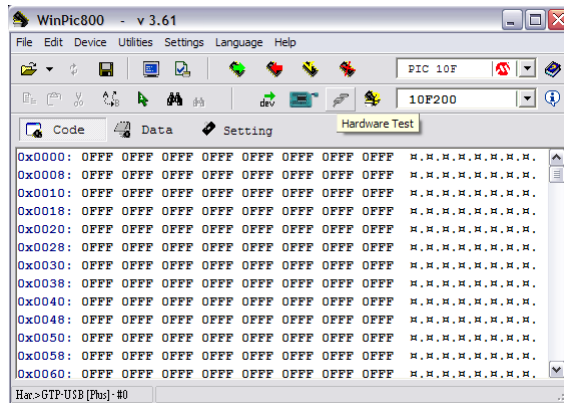 WinPic800 - v 3.61
File Edit Device Utilities Settings Language Help
PIC 10F
dev 10F200
Code Data Setting Hardware Test
0x0000: 0FFF 0FFF 0FFF 0FFF 0FFF 0FFF 0FFF 0FFF ¤.¤.¤.¤.¤.¤.¤.¤.
0x0008: 0FFF 0FFF 0FFF 0FFF 0FFF 0FFF 0FFF 0FFF ¤.¤.¤.¤.¤.¤.¤.¤.
0x0010: 0FFF 0FFF 0FFF 0FFF 0FFF 0FFF 0FFF 0FFF ¤.¤.¤.¤.¤.¤.¤.¤.
0x0018: 0FFF 0FFF 0FFF 0FFF 0FFF 0FFF 0FFF 0FFF ¤.¤.¤.¤.¤.¤.¤.¤.
0x0020: 0FFF 0FFF 0FFF 0FFF 0FFF 0FFF 0FFF 0FFF ¤.¤.¤.¤.¤.¤.¤.¤.
0x0028: 0FFF 0FFF 0FFF 0FFF 0FFF 0FFF 0FFF 0FFF ¤.¤.¤.¤.¤.¤.¤.¤.
0x0030: 0FFF 0FFF 0FFF 0FFF 0FFF 0FFF 0FFF 0FFF ¤.¤.¤.¤.¤.¤.¤.¤.
0x0038: 0FFF 0FFF 0FFF 0FFF 0FFF 0FFF 0FFF 0FFF ¤.¤.¤.¤.¤.¤.¤.¤.
0x0040: 0FFF 0FFF 0FFF 0FFF 0FFF 0FFF 0FFF 0FFF ¤.¤.¤.¤.¤.¤.¤.¤.
0x0048: 0FFF 0FFF 0FFF 0FFF 0FFF 0FFF 0FFF 0FFF ¤.¤.¤.¤.¤.¤.¤.¤.
0x0050: 0FFF 0FFF 0FFF 0FFF 0FFF 0FFF 0FFF 0FFF ¤.¤.¤.¤.¤.¤.¤.¤.
0x0058: 0FFF 0FFF 0FFF 0FFF 0FFF 0FFF 0FFF 0FFF ¤.¤.¤.¤.¤.¤.¤.¤.
0x0060: 0FFF 0FFF 0FFF 0FFF 0FFF 0FFF 0FFF 0FFF ¤.¤.¤.¤.¤.¤.¤.¤.
Har.>GTP-USB [Plus]-#0